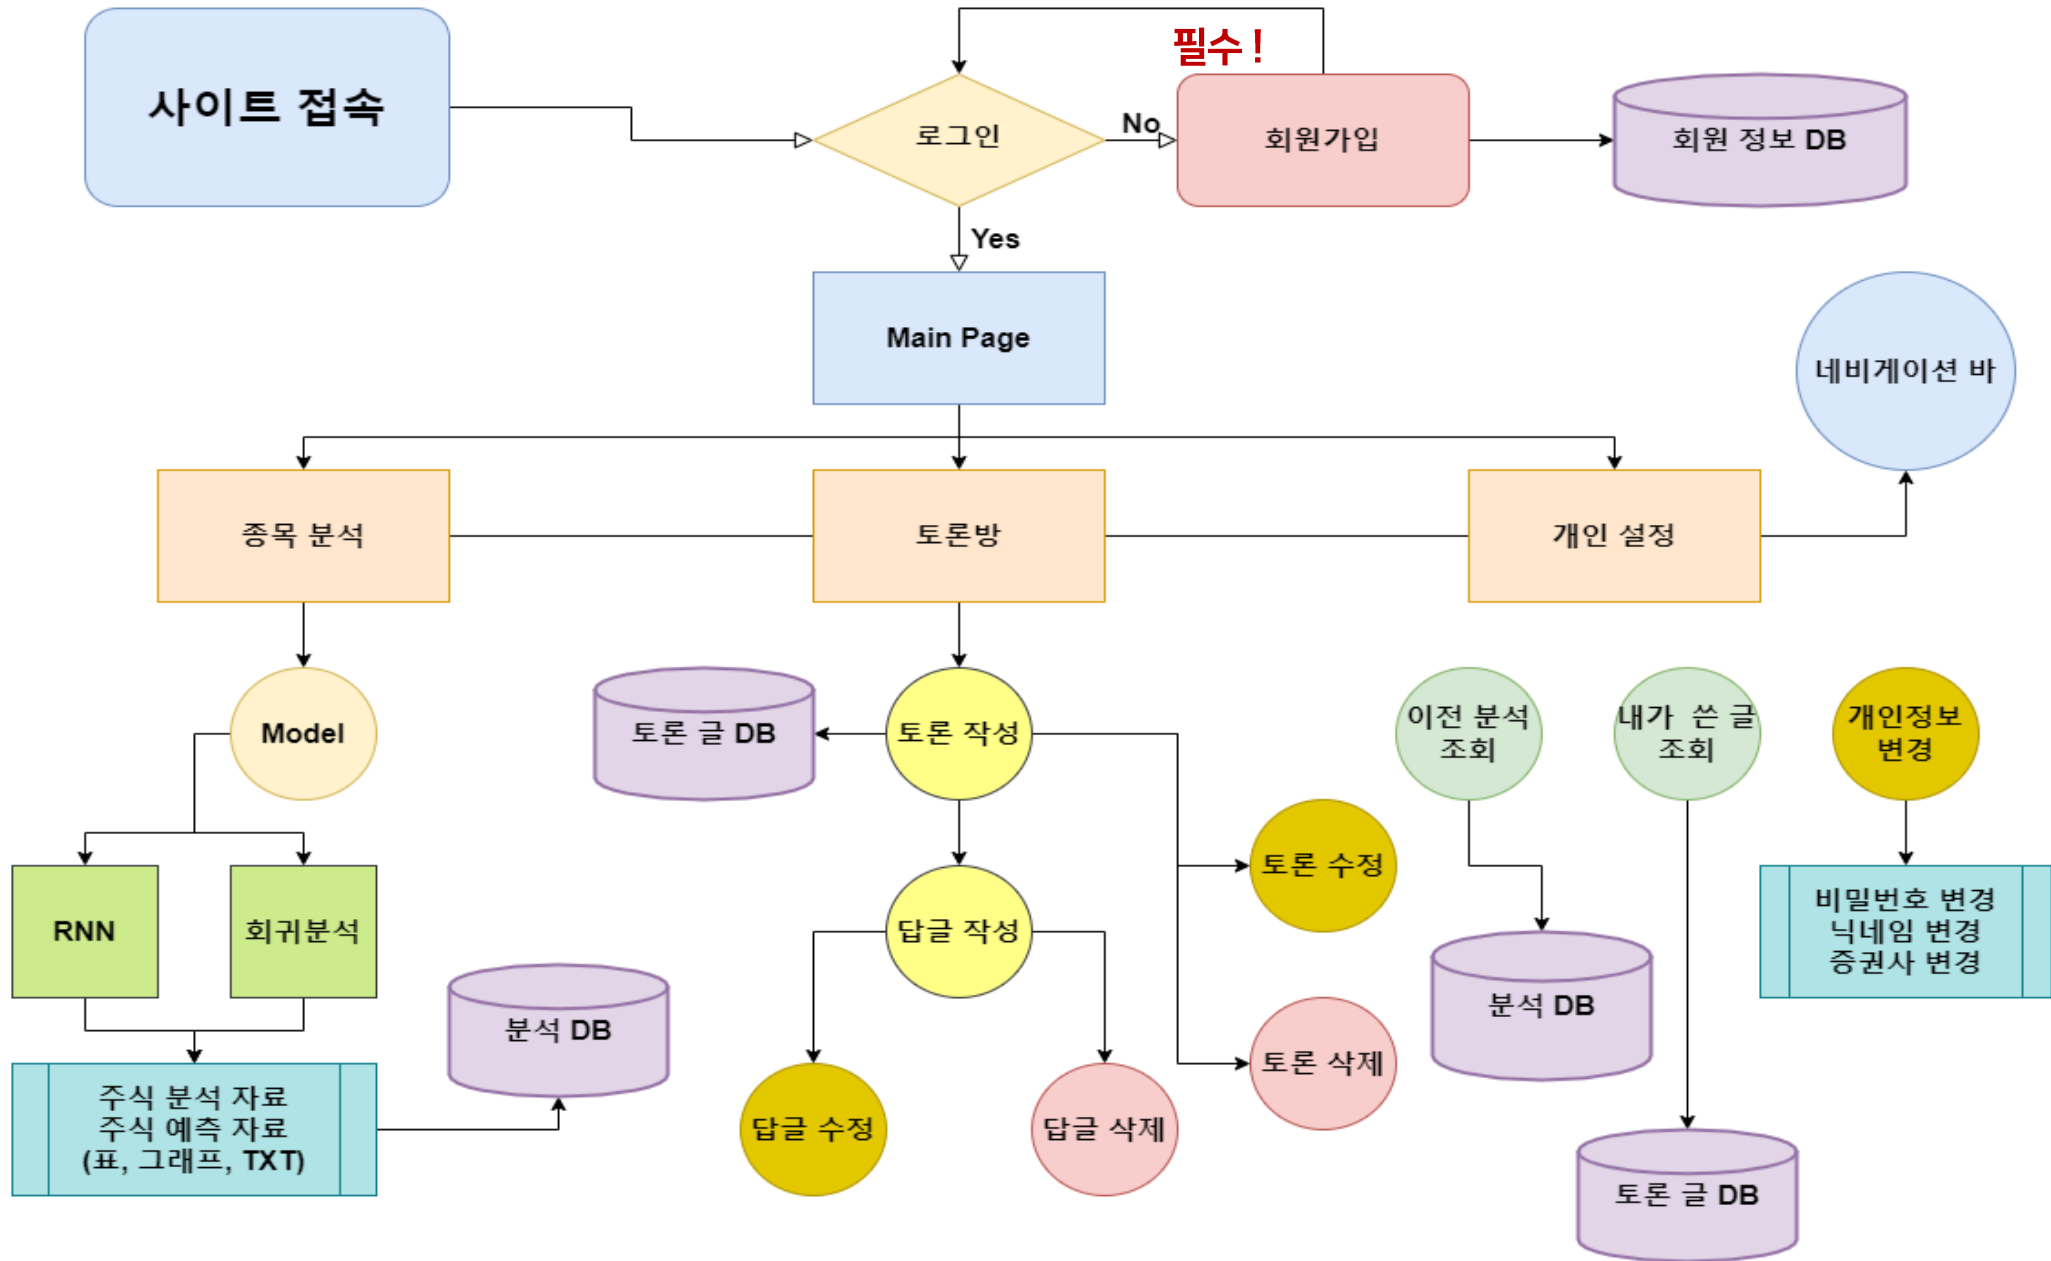 필수 !
사이트 접속
로그인
No
회원가입
회원 정보 DB
Yes
Main Page
네비게이션 바
종목 분석
토론방
개인 설정
Model
토론 글 DB
토론 작성
이전 분석
조회
내가 쓴 글
조회
개인정보
변경
토론 수정
RNN
회귀분석
답글 작성
비밀번호 변경
닉네임 변경
증권사 변경
분석 DB
분석 DB
토론 삭제
주식 분석 자료
주식 예측 자료
(표, 그래프, TXT)
답글 수정
답글 삭제
토론 글 DB